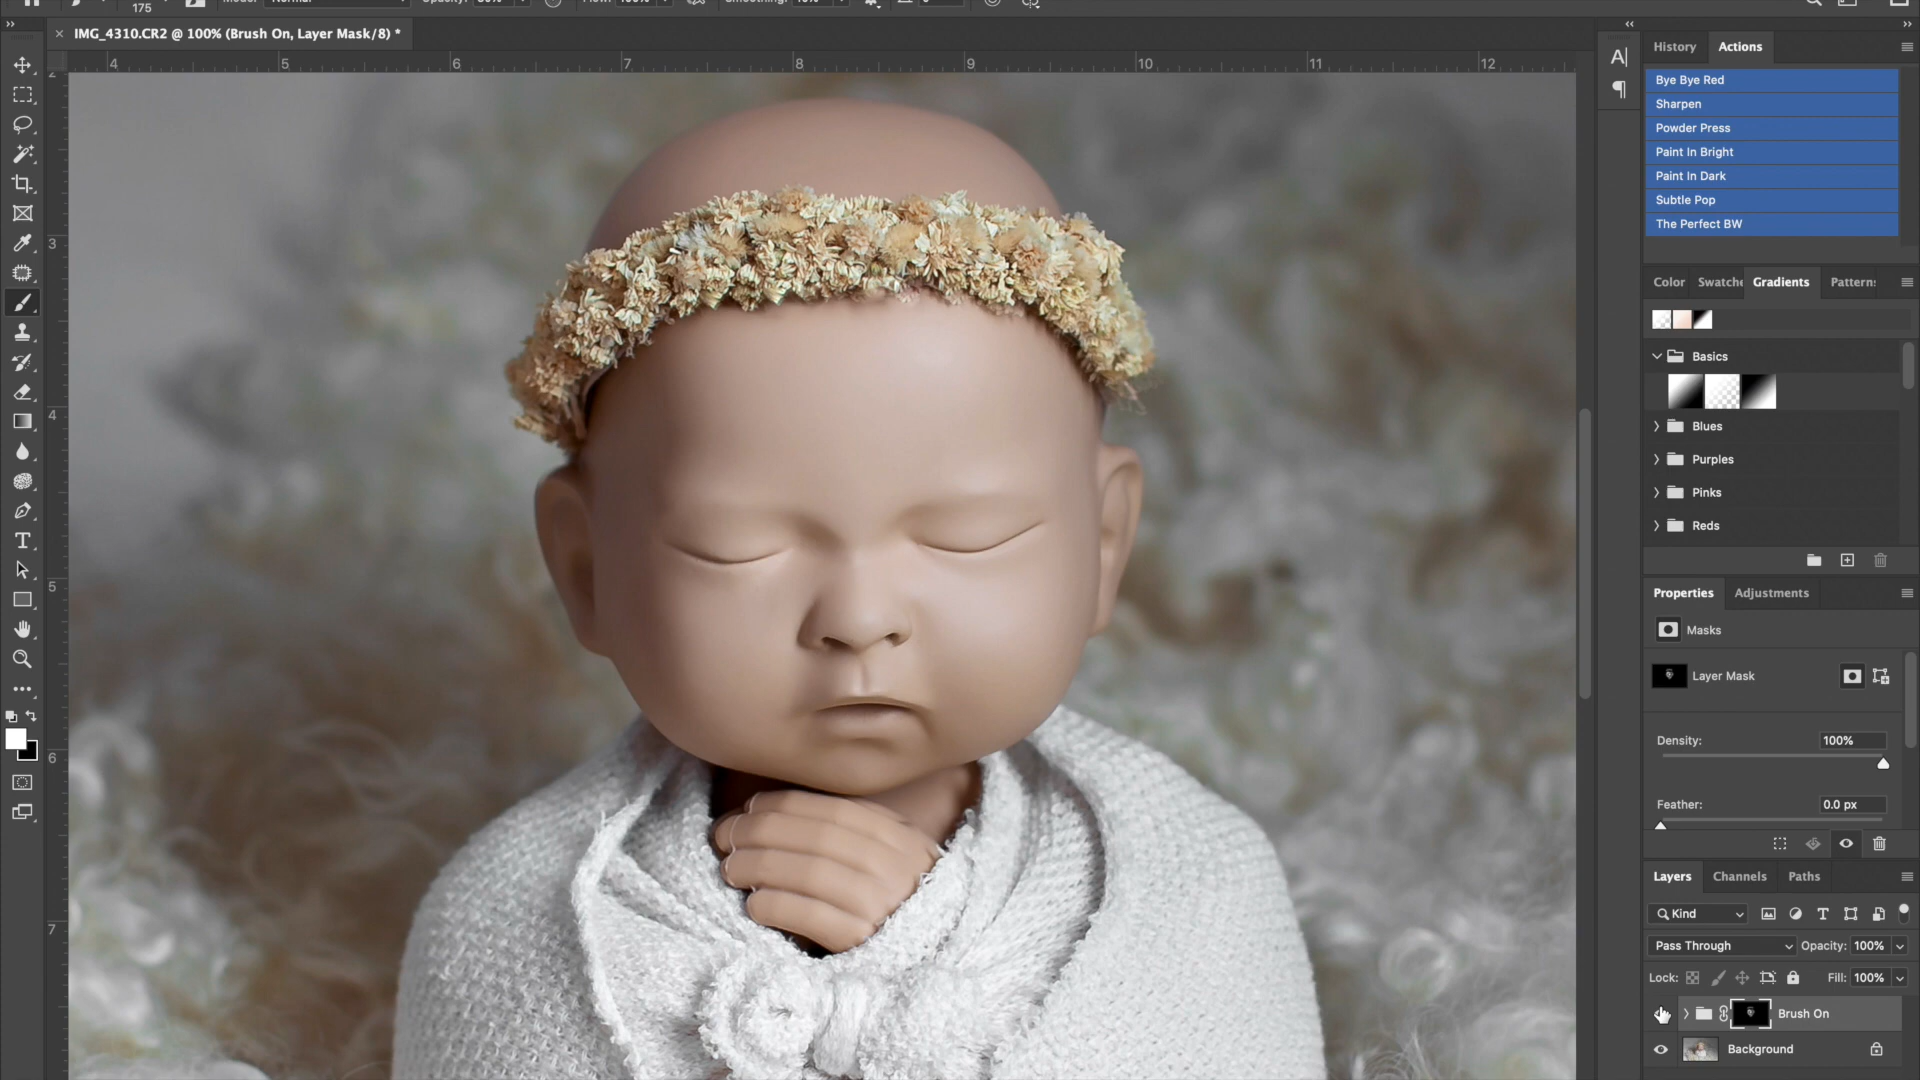 175
IMG_4310.CR2 @ 100% (Brush On, Layer Mask/8) *
4 5 6 7 8 9 10 11 12
2
3
4
5
6
7
History Actions
Bye Bye Red
Sharpen
Powder Press
Paint In Bright
Paint In Dark
Subtle Pop
The Perfect BW
Color Swatche Gradients Pattern
Basics
Blues
Purples
Pinks
Reds
Properties Adjustments
Masks
Layer Mask
Density: 100%
Feather: 0.0 px
Layers Channels Paths
Kind
Pass Through Opacity: 100%
Lock: Fill: 100%
Brush On
Background